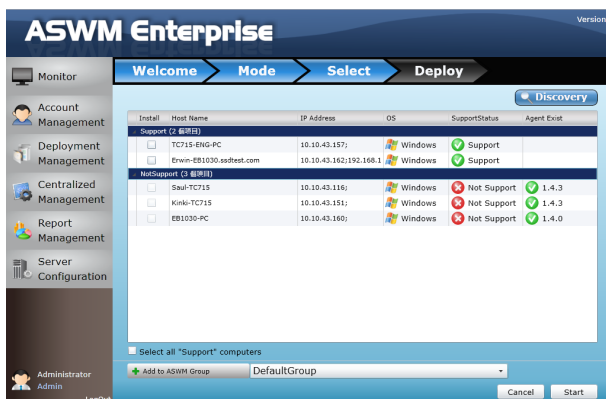 ASWM Enterprise
Version
Monitor
Account
Management
Deployment
Management
Centralized
Management
Report
Management
Server
Configuration
Administrator
Admin
Welcome Mode Select Deploy
Discovery
Install Host Name IP Address OS SupportStatus Agent Exist
Support (2 個項目)
TC715-ENG-PC 10.10.43.157; Windows Support
Erwin-EB1030.ssdtest.com 10.10.43.162;192.168.1 Windows Support
NotSupport (3 個項目)
Saul-TC715 10.10.43.116; Windows Not Support 1.4.3
Kinki-TC715 10.10.43.151; Windows Not Support 1.4.3
EB1030-PC 10.10.43.160; Windows Not Support 1.4.0
Select all "Support" computers
Add to ASWM Group DefaultGroup
Cancel Start